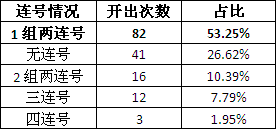 连号情况 开出次数 占比
1组两连号 82 53.25%
无连号 41 26.62%
2组两连号 16 10.39%
三连号 12 7.79%
四连号 3 1.95%